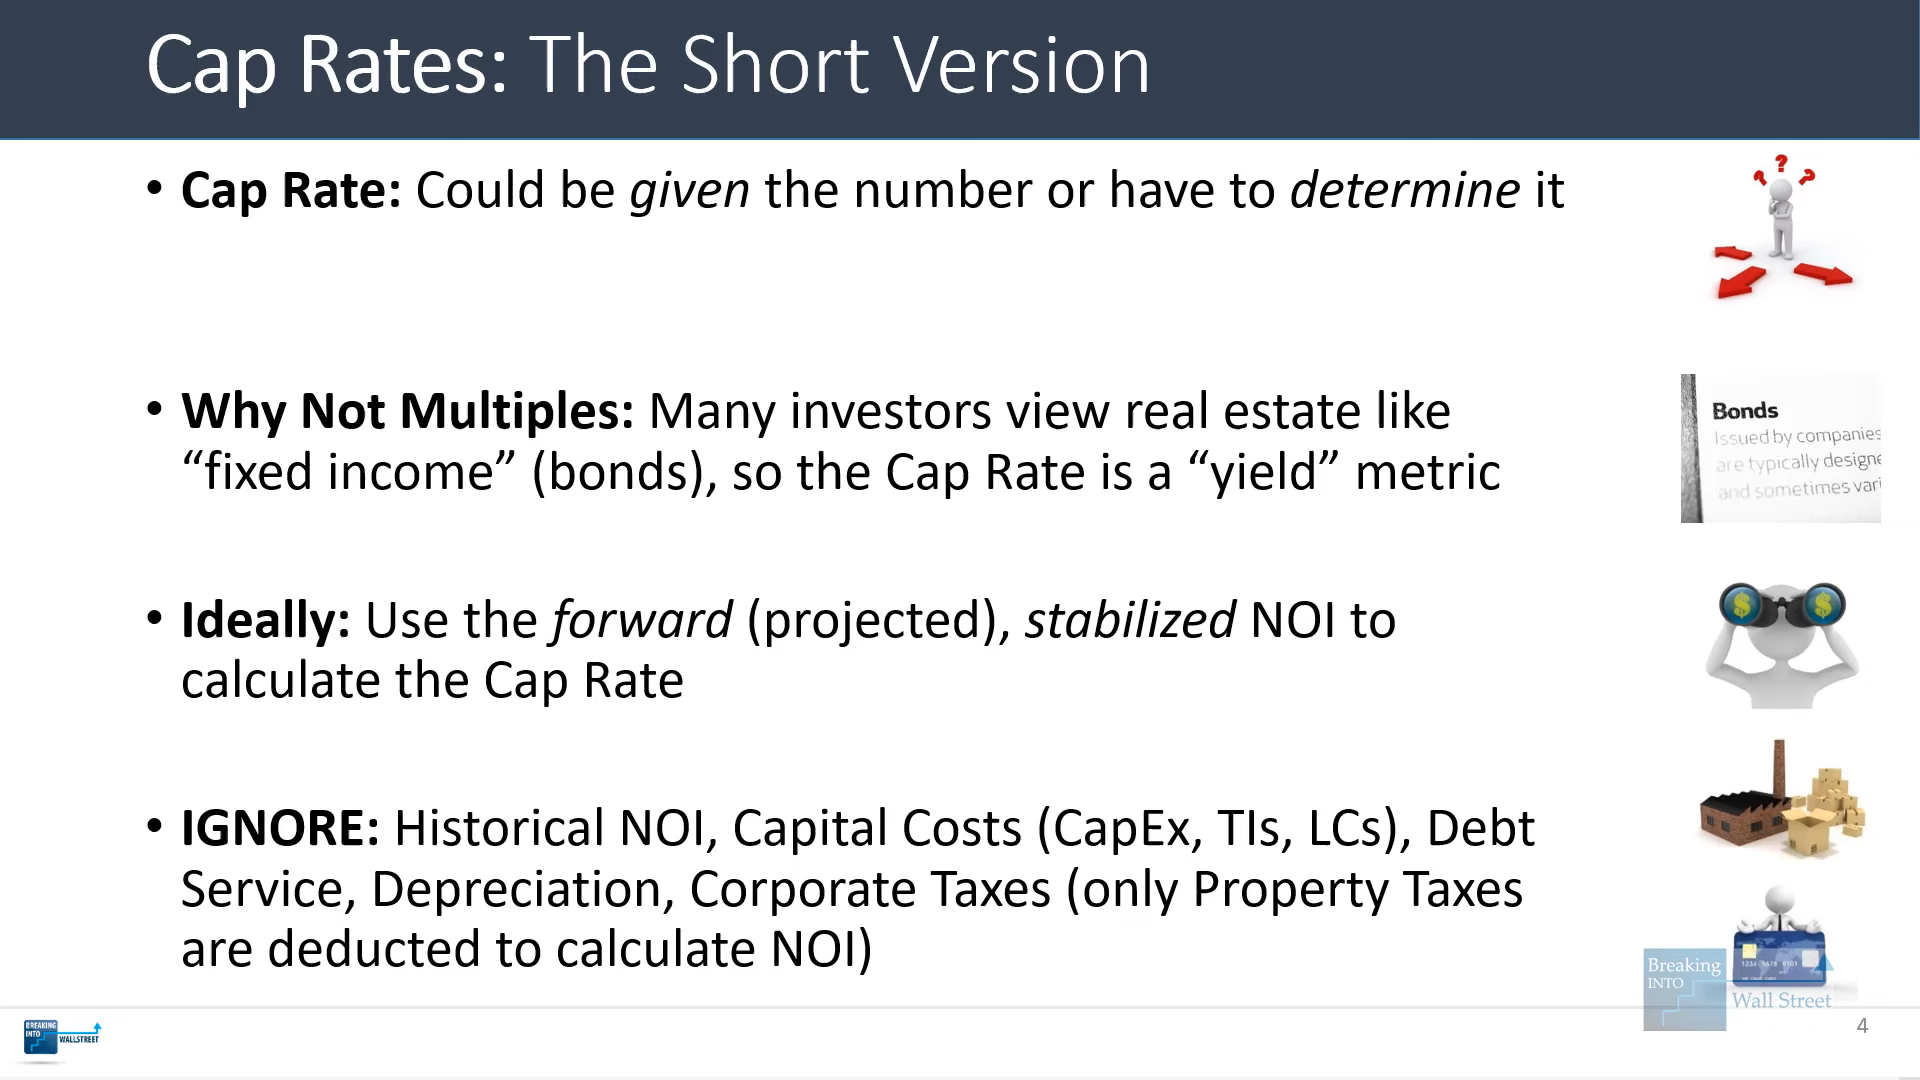 Cap Rates: The Short Version
• Cap Rate: Could be given the number or have to determine it
• Why Not Multiples: Many investors view real estate like
“fixed income” (bonds), so the Cap Rate is a “yield” metric
Bonds
Issued by companies
are typically designe
and sometimes vari
• Ideally: Use the forward (projected), stabilized NOI to
calculate the Cap Rate
• IGNORE: Historical NOI, Capital Costs (CapEx, TIs, LCs), Debt
Service, Depreciation, Corporate Taxes (only Property Taxes
are deducted to calculate NOI)
Breaking
INTO
Wall Street
BREAKING
INTO
WALLSTREET
4